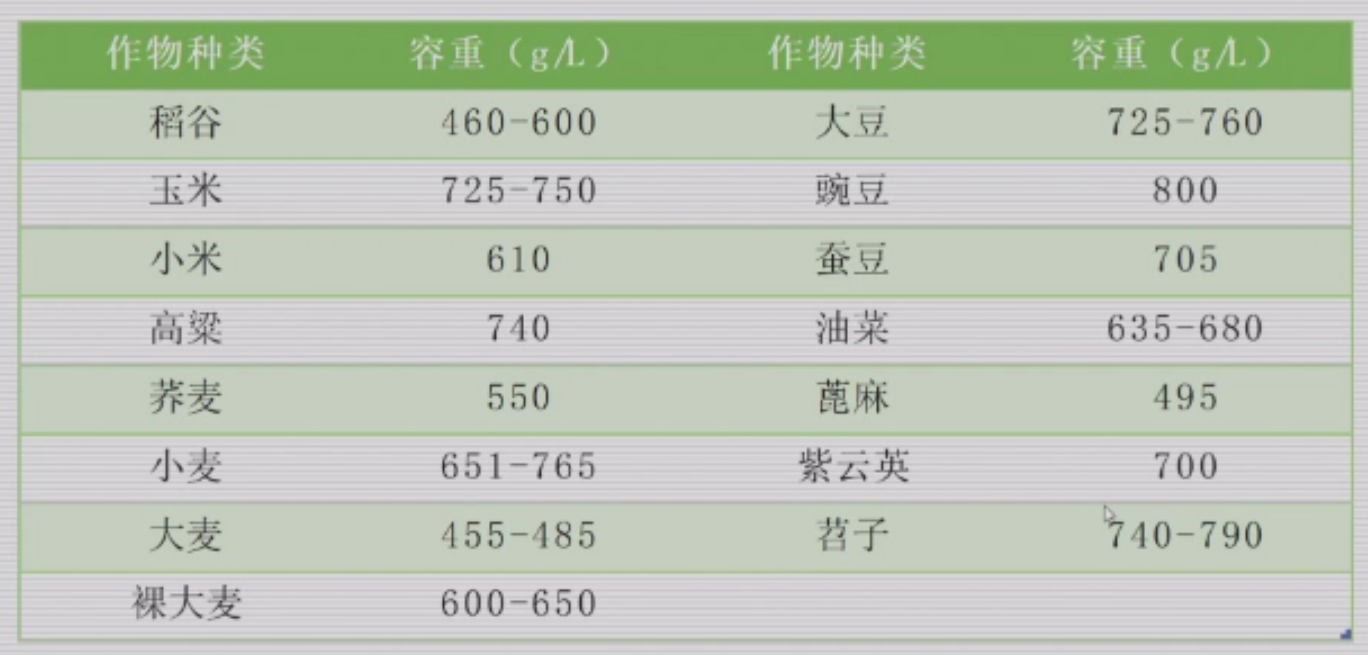 作物种类 容重（g/L） 作物种类 容重（g/L）
稻谷 460-600 大豆 725-760
玉米 725-750 豌豆 800
小米 610 蚕豆 705
高粱 740 油菜 635-680
荞麦 550 蓖麻 495
小麦 651-765 紫云英 700
大麦 455-485 苕子 740-790
裸大麦 600-650